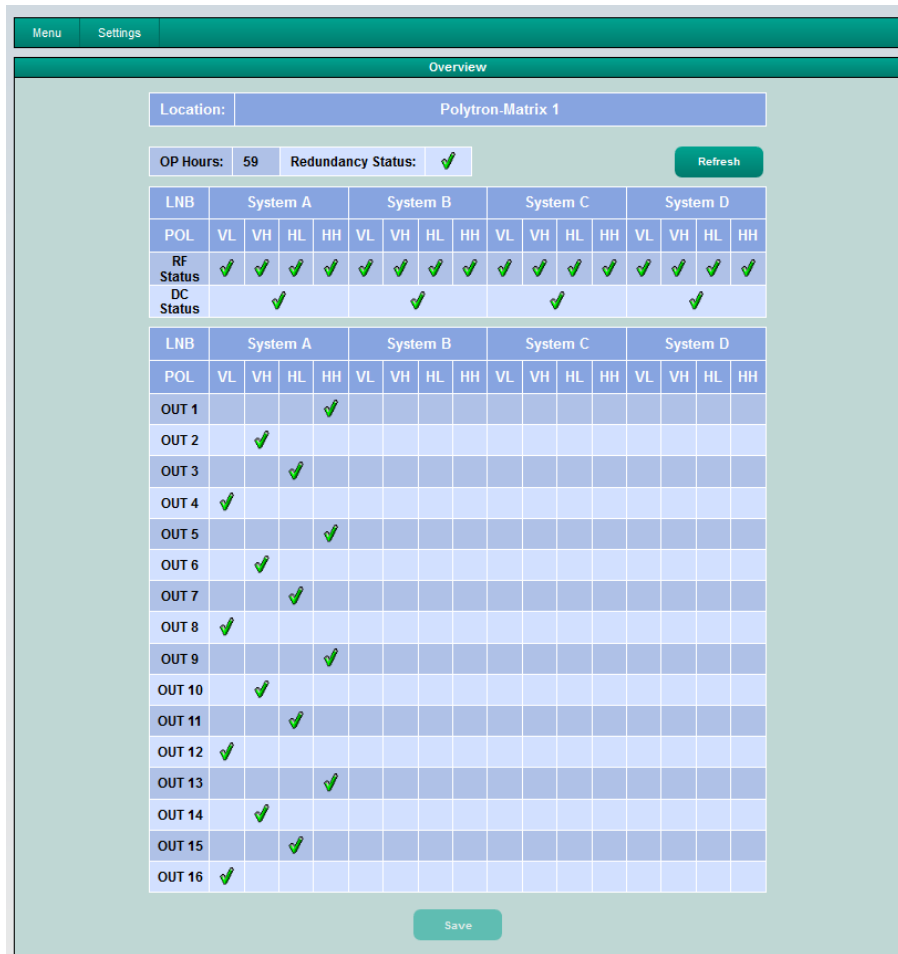 Menu Settings
Overview
Location: Polytron-Matrix 1
OP Hours: 59 Redundancy Status: Refresh
LNB System A System B System C System D
POL VL VH HL HH VL VH HL HH VL VH HL HH VL VH HL HH
RF Status
DC Status
LNB System A System B System C System D
POL VL VH HL HH VL VH HL HH VL VH HL HH VL VH HL HH
OUT 1
OUT 2
OUT 3
OUT 4
OUT 5
OUT 6
OUT 7
OUT 8
OUT 9
OUT 10
OUT 11
OUT 12
OUT 13
OUT 14
OUT 15
OUT 16
Save